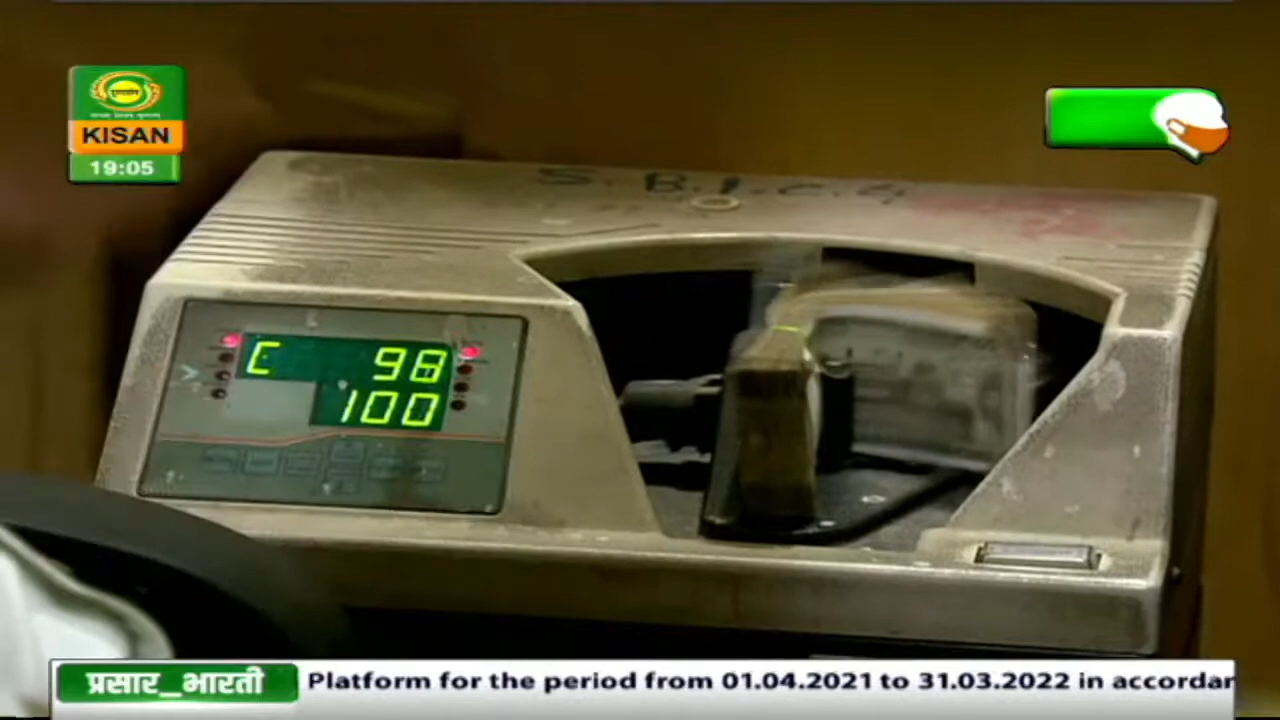 KISAN
19:05
S.B.I.C.
C 98
100
प्रसार_भारती
Platform for the period from 01.04.2021 to 31.03.2022 in accordan